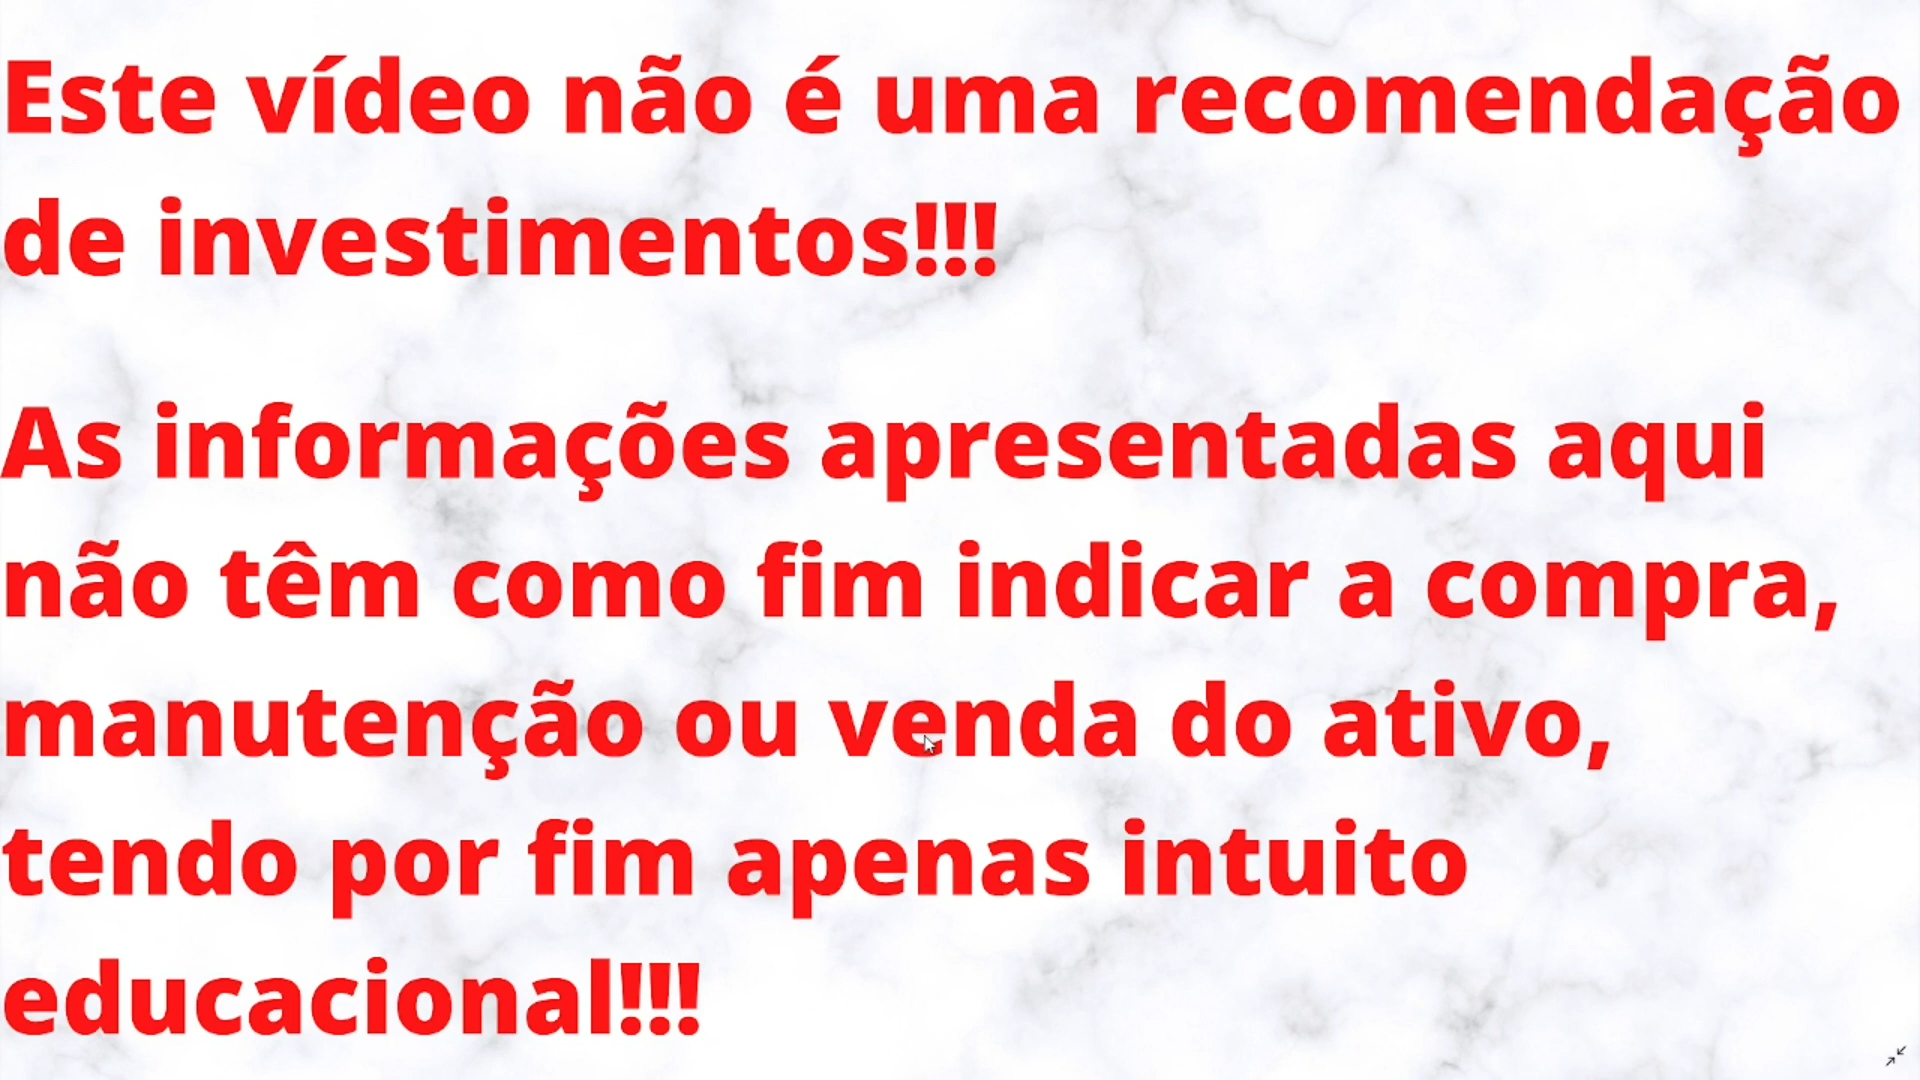 Este vídeo não é uma recomendação
de investimentos!!!
As informações apresentadas aqui
não têm como fim indicar a compra,
manutenção ou venda do ativo,
tendo por fim apenas intuito
educacional!!!